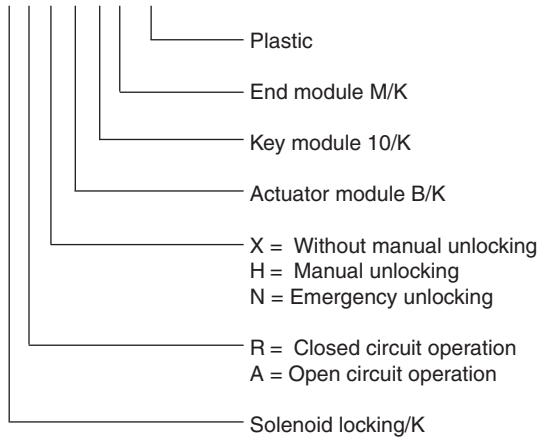 Plastic
End module M/K
Key module 10/K
Actuator module B/K
X = Without manual unlocking
H = Manual unlocking
N = Emergency unlocking
R = Closed circuit operation
A = Open circuit operation
Solenoid locking/K